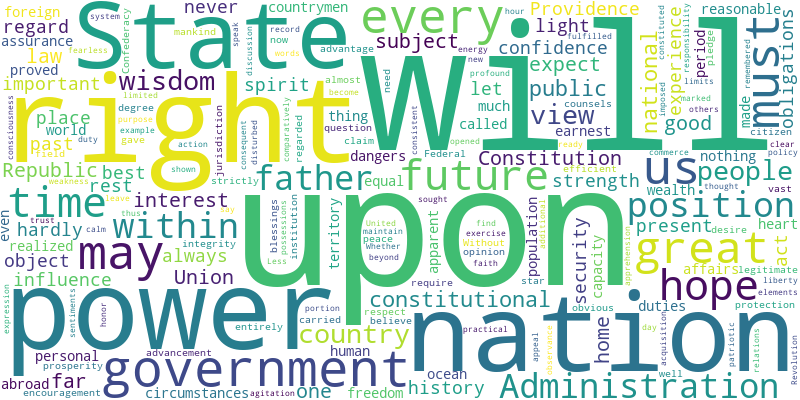 foreign
system
countrymen
never
State
every
Providence
light
hour
fulfilled
reasonable
constituted
regard
assurance
Confederacy
mankind
speak
discussion
record
now
words
advantage
almost
become
subject
confidence
energy
new
need
will
expect
national
experience
responsibility
period
pledge
must
obligations
law
fearless
proved
important
wisdom
spirit
let
profound
counsels
imposed
limits
remembered
consciousness
limited
purpose
degree
example
right
comparatively
regarded
much
public
marked
made
others
citizen
place
world
duty
past
gave
field
action
jurisdiction
consequent
disturbed
thing
question
called
view
earnest
good
clear
policy
Republic
best
weakness
shown
strictly
claim
dangers
consistent
Federal
opened
Constitution
ready
commerce
nothing
rest
leave
father
equal
future
strength
efficient
us
people
wealth
thought
vast
time
interest
blessings
possessions
institution
territory
apparent
upon
sought
population
additional
security
capacity
position
even
trust
calm
thus
lay
integrity
within
United
maintain
peace
Whether
beyond
Less
find
exercise
Without
opinion
faith
star
apprehension
present
desire
heart
realized
hardly
may
always
great
act
object
Union
require
home
affairs
legitimate
influence
liberty
elements
expression
sentiments
honor
power
portion
carried
entirely
constitutional
respect
believe
obvious
practical
nation
duties
protection
day
acquisition
patriotic
relations
Revolution
personal
prosperity
advancement
government
human
country
ocean
appeal
observance
well
abroad
far
encouragement
circumstances
agitation
one
freedom
history
Administration
hope